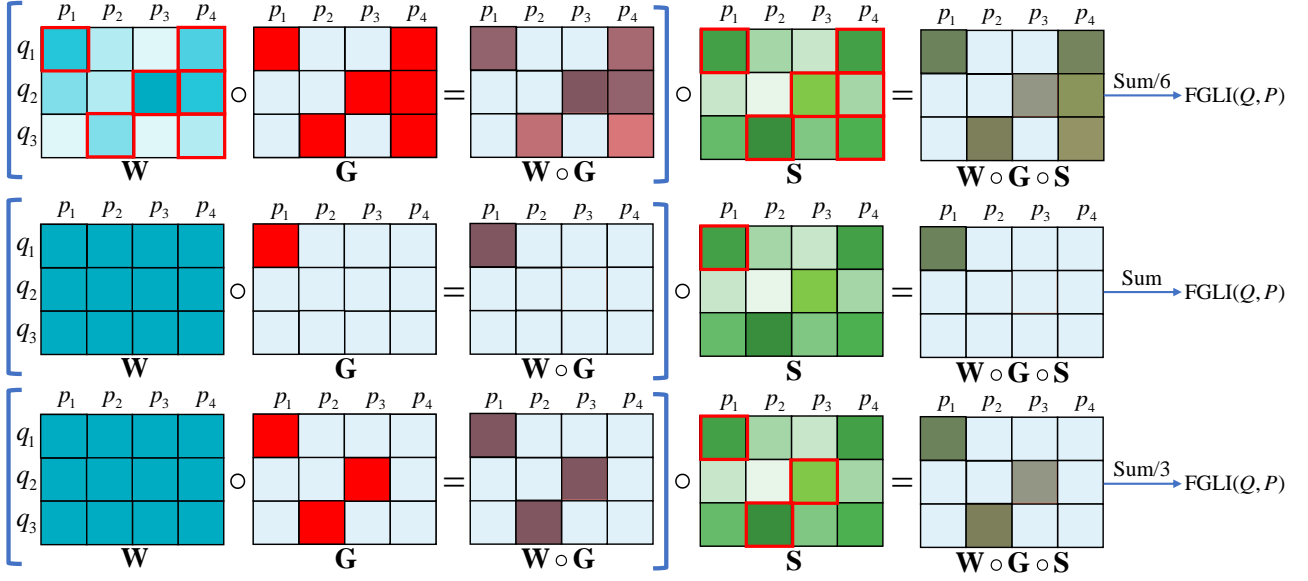 p₁ p₂ p₃ p₄ p₁ p₂ p₃ p₄ p₁ p₂ p₃ p₄ p₁ p₂ p₃ p₄ p₁ p₂ p₃ p₄
q₁
q₂ ∘ = ∘ = Sum/6 FGLI(Q, P)
q₃
W G W ∘ G S W ∘ G ∘ S
p₁ p₂ p₃ p₄ p₁ p₂ p₃ p₄ p₁ p₂ p₃ p₄ p₁ p₂ p₃ p₄ p₁ p₂ p₃ p₄
q₁
q₂ ∘ = ∘ = Sum FGLI(Q, P)
q₃
W G W ∘ G S W ∘ G ∘ S
p₁ p₂ p₃ p₄ p₁ p₂ p₃ p₄ p₁ p₂ p₃ p₄ p₁ p₂ p₃ p₄ p₁ p₂ p₃ p₄
q₁
q₂ ∘ = ∘ = Sum/3 FGLI(Q, P)
q₃
W G W ∘ G S W ∘ G ∘ S